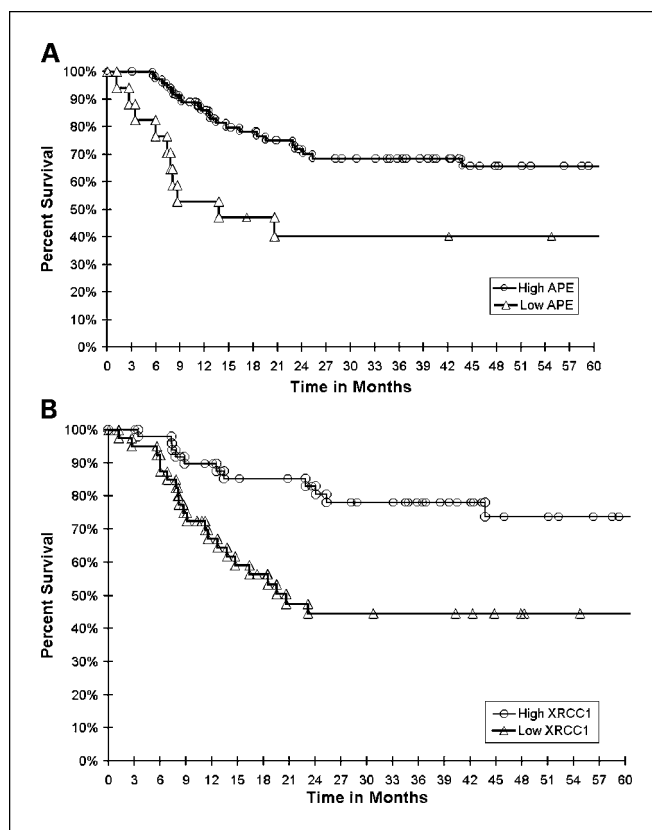 A
100%
90%
80%
70%
60%
50%
40%
30%
20%
10%
0%
Percent Survival
High APE
Low APE
0 3 6 9 12 15 18 21 24 27 30 33 36 39 42 45 48 51 54 57 60
Time in Months
B
100%
90%
80%
70%
60%
50%
40%
30%
20%
10%
0%
Percent Survival
High XRCC1
Low XRCC1
0 3 6 9 12 15 18 21 24 27 30 33 36 39 42 45 48 51 54 57 60
Time in Months